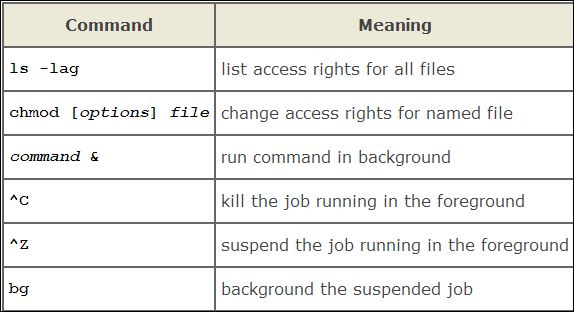 Command Meaning
ls -lag list access rights for all files
chmod [options] file change access rights for named file
command & run command in background
^C kill the job running in the foreground
^Z suspend the job running in the foreground
bg background the suspended job